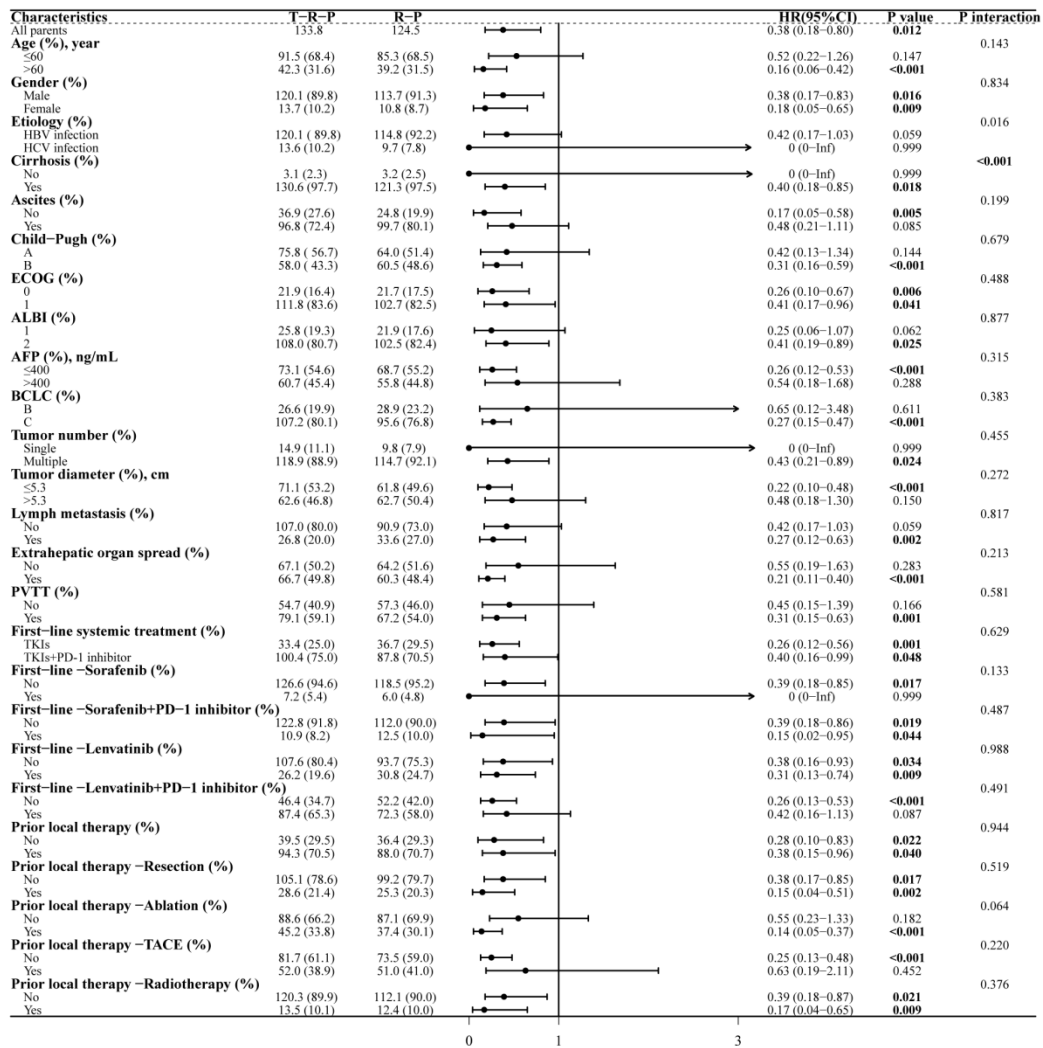 Characteristics T−R−P R−P HR(95%CI) P value P interaction
All parents 133.8 124.5 0.38 (0.18−0.80) 0.012
Age (%), year 0.143
≤60 91.5 (68.4) 85.3 (68.5) 0.52 (0.22−1.26) 0.147
>60 42.3 (31.6) 39.2 (31.5) 0.16 (0.06−0.42) <0.001
Gender (%) 0.834
Male 120.1 (89.8) 113.7 (91.3) 0.38 (0.17−0.83) 0.016
Female 13.7 (10.2) 10.8 (8.7) 0.18 (0.05−0.65) 0.009
Etiology (%) 0.016
HBV infection 120.1 ( 89.8) 114.8 (92.2) 0.42 (0.17−1.03) 0.059
HCV infection 13.6 (10.2) 9.7 (7.8) 0 (0−Inf) 0.999
Cirrhosis (%) <0.001
No 3.1 (2.3) 3.2 (2.5) 0 (0−Inf) 0.999
Yes 130.6 (97.7) 121.3 (97.5) 0.40 (0.18−0.85) 0.018
Ascites (%) 0.199
No 36.9 (27.6) 24.8 (19.9) 0.17 (0.05−0.58) 0.005
Yes 96.8 (72.4) 99.7 (80.1) 0.48 (0.21−1.11) 0.085
Child−Pugh (%) 0.679
A 75.8 ( 56.7) 64.0 (51.4) 0.42 (0.13−1.34) 0.144
B 58.0 ( 43.3) 60.5 (48.6) 0.31 (0.16−0.59) <0.001
ECOG (%) 0.488
0 21.9 (16.4) 21.7 (17.5) 0.26 (0.10−0.67) 0.006
1 111.8 (83.6) 102.7 (82.5) 0.41 (0.17−0.96) 0.041
ALBI (%) 0.877
1 25.8 (19.3) 21.9 (17.6) 0.25 (0.06−1.07) 0.062
2 108.0 (80.7) 102.5 (82.4) 0.41 (0.19−0.89) 0.025
AFP (%), ng/mL 0.315
≤400 73.1 (54.6) 68.7 (55.2) 0.26 (0.12−0.53) <0.001
>400 60.7 (45.4) 55.8 (44.8) 0.54 (0.18−1.68) 0.288
BCLC (%) 0.383
B 26.6 (19.9) 28.9 (23.2) 0.65 (0.12−3.48) 0.611
C 107.2 (80.1) 95.6 (76.8) 0.27 (0.15−0.47) <0.001
Tumor number (%) 0.455
Single 14.9 (11.1) 9.8 (7.9) 0 (0−Inf) 0.999
Multiple 118.9 (88.9) 114.7 (92.1) 0.43 (0.21−0.89) 0.024
Tumor diameter (%), cm 0.272
≤5.3 71.1 (53.2) 61.8 (49.6) 0.22 (0.10−0.48) <0.001
>5.3 62.6 (46.8) 62.7 (50.4) 0.48 (0.18−1.30) 0.150
Lymph metastasis (%) 0.817
No 107.0 (80.0) 90.9 (73.0) 0.42 (0.17−1.03) 0.059
Yes 26.8 (20.0) 33.6 (27.0) 0.27 (0.12−0.63) 0.002
Extrahepatic organ spread (%) 0.213
No 67.1 (50.2) 64.2 (51.6) 0.55 (0.19−1.63) 0.283
Yes 66.7 (49.8) 60.3 (48.4) 0.21 (0.11−0.40) <0.001
PVTT (%) 0.581
No 54.7 (40.9) 57.3 (46.0) 0.45 (0.15−1.39) 0.166
Yes 79.1 (59.1) 67.2 (54.0) 0.31 (0.15−0.63) 0.001
First−line systemic treatment (%) 0.629
TKIs 33.4 (25.0) 36.7 (29.5) 0.26 (0.12−0.56) 0.001
TKIs+PD-1 inhibitor 100.4 (75.0) 87.8 (70.5) 0.40 (0.16−0.99) 0.048
First−line −Sorafenib (%) 0.133
No 126.6 (94.6) 118.5 (95.2) 0.39 (0.18−0.85) 0.017
Yes 7.2 (5.4) 6.0 (4.8) 0 (0−Inf) 0.999
First−line −Sorafenib+PD−1 inhibitor (%) 0.487
No 122.8 (91.8) 112.0 (90.0) 0.39 (0.18−0.86) 0.019
Yes 10.9 (8.2) 12.5 (10.0) 0.15 (0.02−0.95) 0.044
First−line −Lenvatinib (%) 0.988
No 107.6 (80.4) 93.7 (75.3) 0.38 (0.16−0.93) 0.034
Yes 26.2 (19.6) 30.8 (24.7) 0.31 (0.13−0.74) 0.009
First−line −Lenvatinib+PD−1 inhibitor (%) 0.491
No 46.4 (34.7) 52.2 (42.0) 0.26 (0.13−0.53) <0.001
Yes 87.4 (65.3) 72.3 (58.0) 0.42 (0.16−1.13) 0.087
Prior local therapy (%) 0.944
No 39.5 (29.5) 36.4 (29.3) 0.28 (0.10−0.83) 0.022
Yes 94.3 (70.5) 88.0 (70.7) 0.38 (0.15−0.96) 0.040
Prior local therapy −Resection (%) 0.519
No 105.1 (78.6) 99.2 (79.7) 0.38 (0.17−0.85) 0.017
Yes 28.6 (21.4) 25.3 (20.3) 0.15 (0.04−0.51) 0.002
Prior local therapy −Ablation (%) 0.064
No 88.6 (66.2) 87.1 (69.9) 0.55 (0.23−1.33) 0.182
Yes 45.2 (33.8) 37.4 (30.1) 0.14 (0.05−0.37) <0.001
Prior local therapy −TACE (%) 0.220
No 81.7 (61.1) 73.5 (59.0) 0.25 (0.13−0.48) <0.001
Yes 52.0 (38.9) 51.0 (41.0) 0.63 (0.19−2.11) 0.452
Prior local therapy −Radiotherapy (%) 0.376
No 120.3 (89.9) 112.1 (90.0) 0.39 (0.18−0.87) 0.021
Yes 13.5 (10.1) 12.4 (10.0) 0.17 (0.04−0.65) 0.009
0 1 3